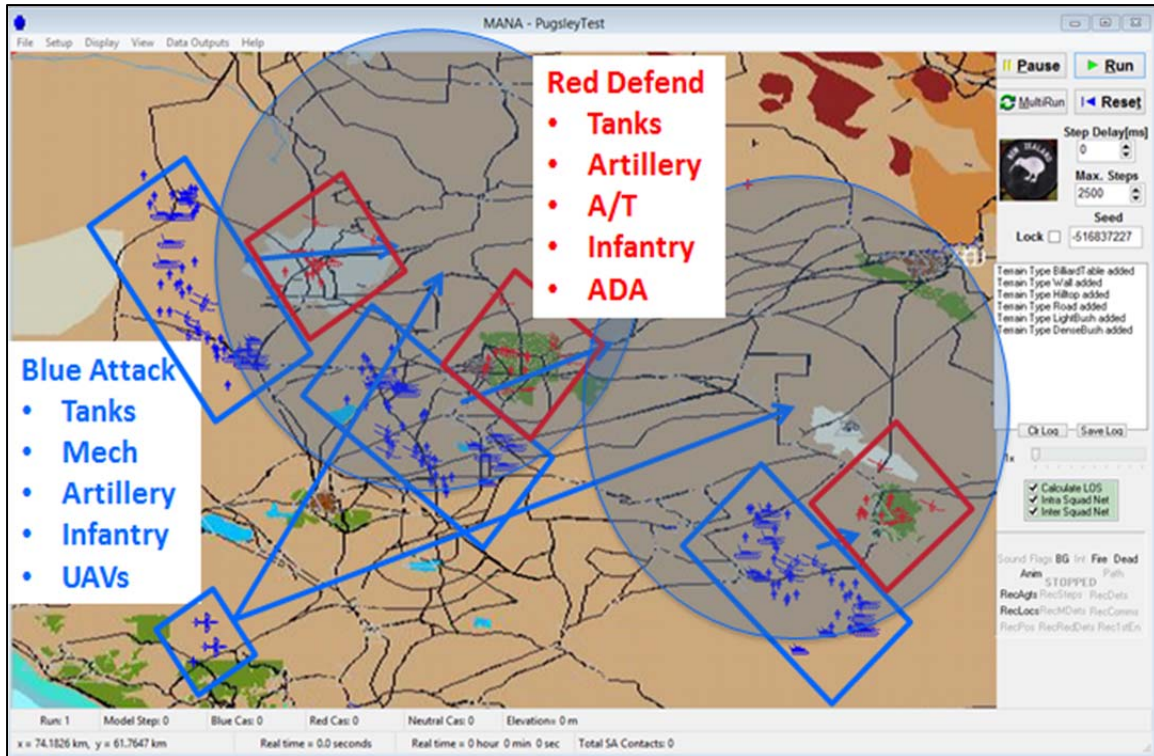 MANA - PugsleyTest
File Setup Display View Data Outputs Help
Red Defend
• Tanks
• Artillery
• A/T
• Infantry
• ADA
Blue Attack
• Tanks
• Mech
• Artillery
• Infantry
• UAVs
Pause
Run
MultiRun
Reset
NEW ZEALAND
Step Delay[ms]
0
Max. Steps
2500
Seed
Lock -516837227
Terrain Type BilliardTable added
Terrain Type Wall added
Terrain Type Hilltop added
Terrain Type Road added
Terrain Type LightBush added
Terrain Type DenseBush added
Clr Log Save Log
1x
Calculate LOS
Intra Squad Net
Inter Squad Net
Sound Flags BG Int Fire Dead
Anim Path
STOPPED
RecAgts RecSteps RecDets
RecLocs RecMDets RecComms
RecPos RecRedDets Rec1stEn
Run: 1 Model Step: 0 Blue Cas: 0 Red Cas: 0 Neutral Cas: 0 Elevation= 0 m
x = 74.1826 km, y = 61.7647 km Real time = 0.0 seconds Real time = 0 hour 0 min 0 sec Total SA Contacts: 0